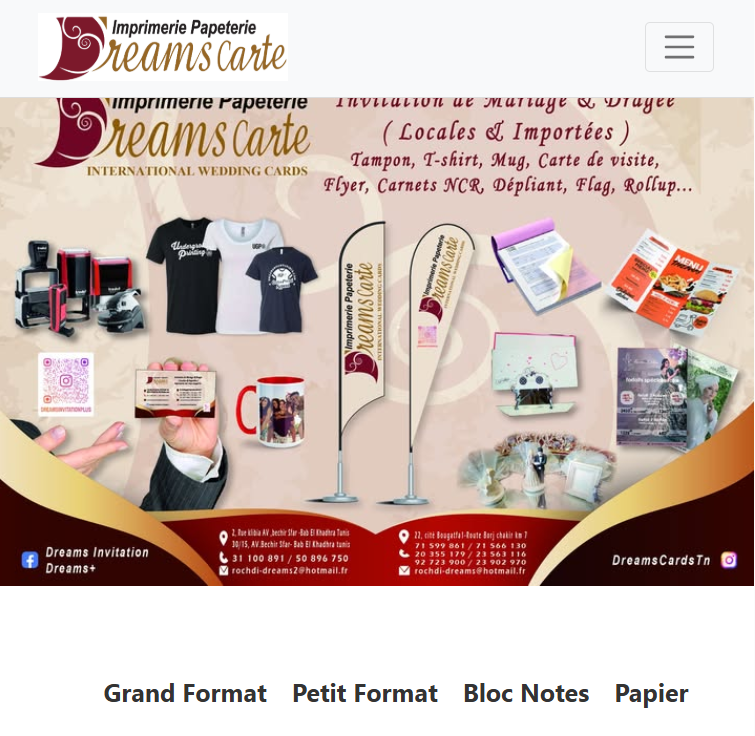 Imprimerie Papeterie
Dreams Carte
Imprimerie Papeterie
Dreams Carte
INTERNATIONAL WEDDING CARDS
Invitation de Mariage & Dragée
( Locales & Importées )
Tampon, T-shirt, Mug, Carte de visite,
Flyer, Carnets NCR, Dépliant, Flag, Rollup...
Underground
Printing
UGP
Imprimerie Papeterie
Dreams Carte
INTERNATIONAL WEDDING CARDS
Imprimerie Papeterie
Dreams Carte
MENU
DREAMSINVITATIONPLUS
Dreams Invitation
Dreams+
2, Rue klibia AV ,bechir Sfar -Bab El Khadhra Tunis
30/15, AV.Bechir Sfar- Bab El Khadhra tunis
31 100 891 / 50 896 750
rochdi-dreams2@hotmail.fr
22, cité Bougatfa1-Route Borj chakir km 7
71 599 861 / 71 566 130
20 355 179 / 23 563 116
92 723 900 / 23 902 970
rochdi-dreams@hotmail.fr
DreamsCardsTn
Grand Format Petit Format Bloc Notes Papier